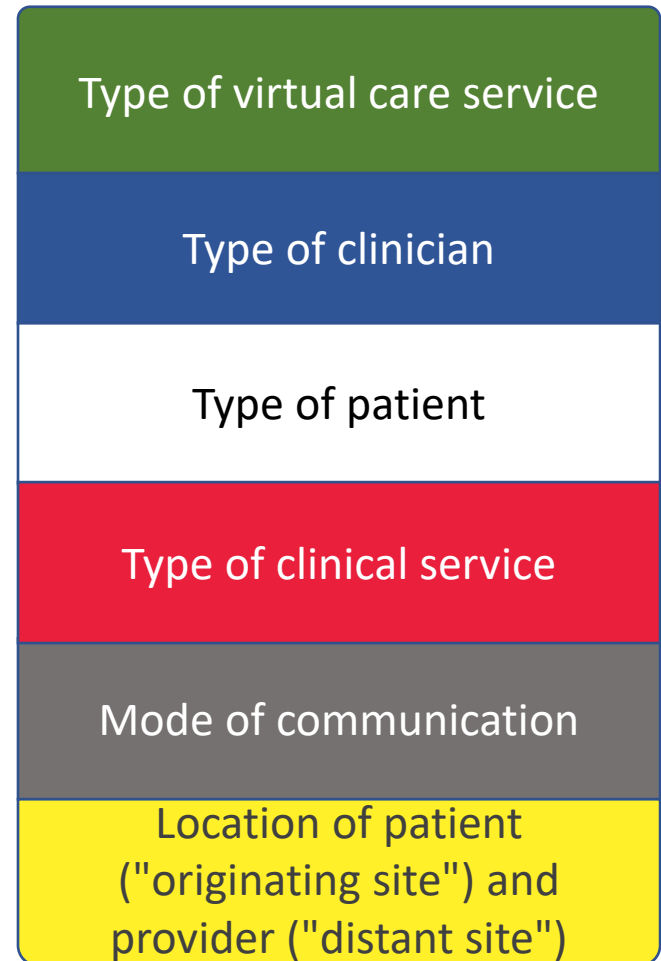 Type of virtual care service
Type of clinician
Type of patient
Type of clinical service
Mode of communication
Location of patient
("originating site") and
provider ("distant site")